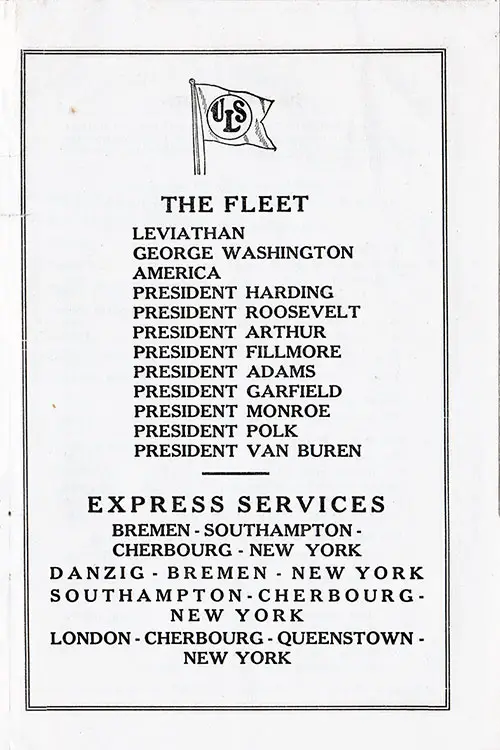 ULS
THE FLEET
LEVIATHAN
GEORGE WASHINGTON
AMERICA
PRESIDENT HARDING
PRESIDENT ROOSEVELT
PRESIDENT ARTHUR
PRESIDENT FILLMORE
PRESIDENT ADAMS
PRESIDENT GARFIELD
PRESIDENT MONROE
PRESIDENT POLK
PRESIDENT VAN BUREN
EXPRESS SERVICES
BREMEN - SOUTHAMPTON -
CHERBOURG - NEW YORK
DANZIG - BREMEN - NEW YORK
SOUTHAMPTON - CHERBOURG -
NEW YORK
LONDON - CHERBOURG - QUEENSTOWN -
NEW YORK